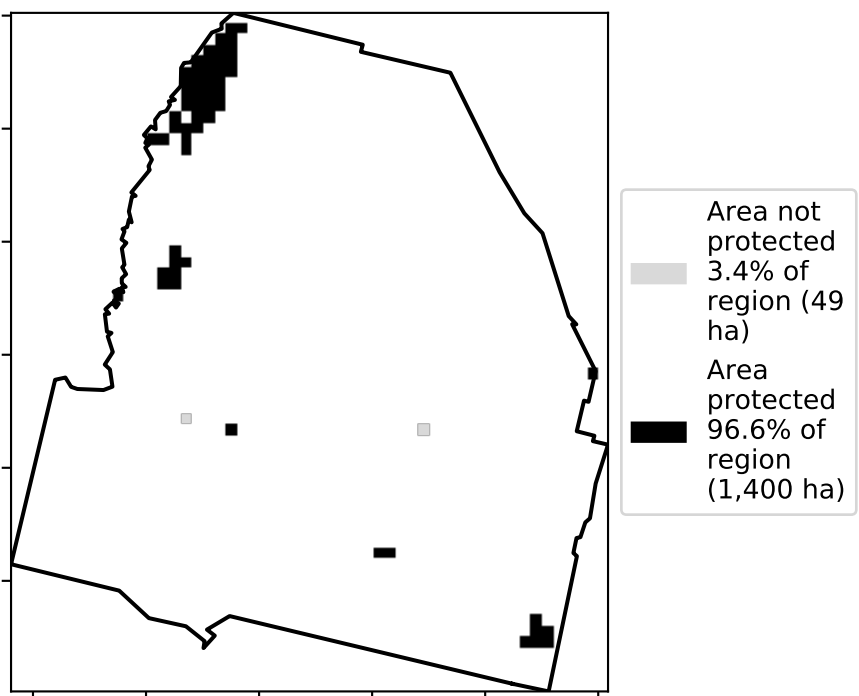 Area not
protected
3.4% of
region (49
ha)
Area
protected
96.6% of
region
(1,400 ha)